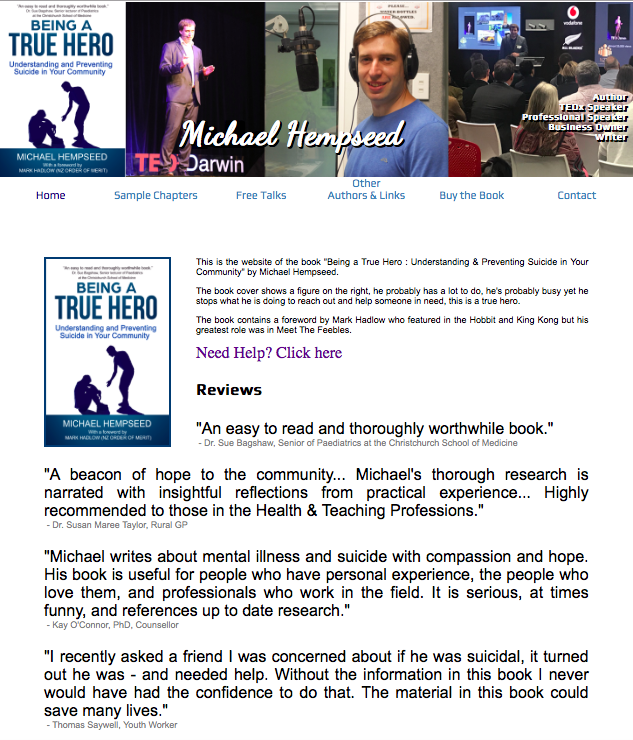 "An easy to read and thoroughly worthwhile book."
Dr. Sue Bagshaw, Senior lecturer of Paediatrics
at the Christchurch School of Medicine
BEING A
TRUE HERO
Understanding and Preventing
Suicide in Your Community
MICHAEL HEMPSEED
With a foreword by
MARK HADLOW (NZ ORDER OF MERIT)
TEDx Darwin
Michael Hempseed
vodafone
ALL BLACKS
Author
TEDx Speaker
Professional Speaker
Business Owner
Writer
Home
Sample Chapters
Free Talks
Other
Authors & Links
Buy the Book
Contact
"An easy to read and thoroughly worthwhile book."
Dr. Sue Bagshaw, Senior lecturer of Paediatrics
at the Christchurch School of Medicine
BEING A
TRUE HERO
Understanding and Preventing
Suicide in Your Community
MICHAEL HEMPSEED
With a foreword by
MARK HADLOW (NZ ORDER OF MERIT)
This is the website of the book "Being a True Hero : Understanding & Preventing Suicide in Your
Community" by Michael Hempseed.
The book cover shows a figure on the right, he probably has a lot to do, he's probably busy yet he
stops what he is doing to reach out and help someone in need, this is a true hero.
The book contains a foreword by Mark Hadlow who featured in the Hobbit and King Kong but his
greatest role was in Meet The Feebles.
Need Help? Click here
Reviews
"An easy to read and thoroughly worthwhile book."
- Dr. Sue Bagshaw, Senior of Paediatrics at the Christchurch School of Medicine
"A beacon of hope to the community... Michael's thorough research is
narrated with insightful reflections from practical experience... Highly
recommended to those in the Health & Teaching Professions."
- Dr. Susan Maree Taylor, Rural GP
"Michael writes about mental illness and suicide with compassion and hope.
His book is useful for people who have personal experience, the people who
love them, and professionals who work in the field. It is serious, at times
funny, and references up to date research."
- Kay O'Connor, PhD, Counsellor
"I recently asked a friend I was concerned about if he was suicidal, it turned
out he was - and needed help. Without the information in this book I never
would have had the confidence to do that. The material in this book could
save many lives."
- Thomas Saywell, Youth Worker